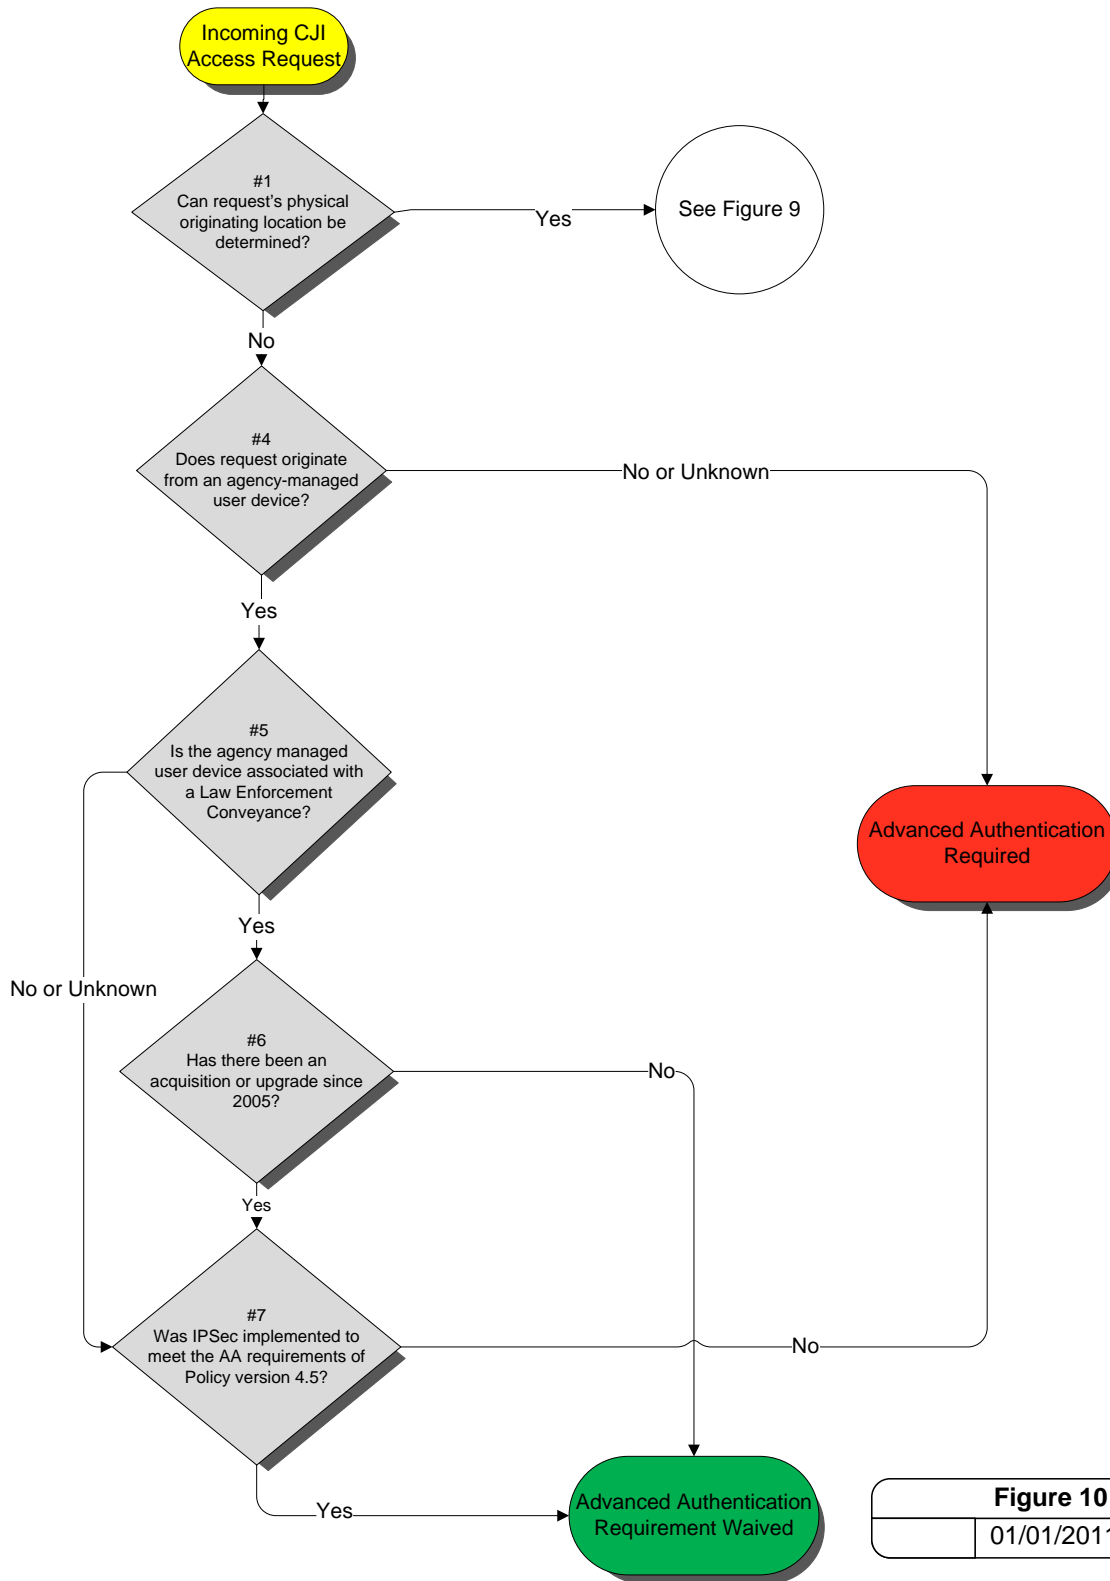 Incoming CJI
Access Request
#1
Can request's physical
originating location be
determined?
Yes
See Figure 9
No
#4
Does request originate
from an agency-managed
user device?
No or Unknown
Yes
#5
Is the agency managed
user device associated with
a Law Enforcement
Conveyance?
Advanced Authentication
Required
Yes
No or Unknown
#6
Has there been an
acquisition or upgrade since
2005?
No
Yes
#7
Was IPSec implemented to
meet the AA requirements of
Policy version 4.5?
No
Yes
Advanced Authentication
Requirement Waived
Figure 10
01/01/2011